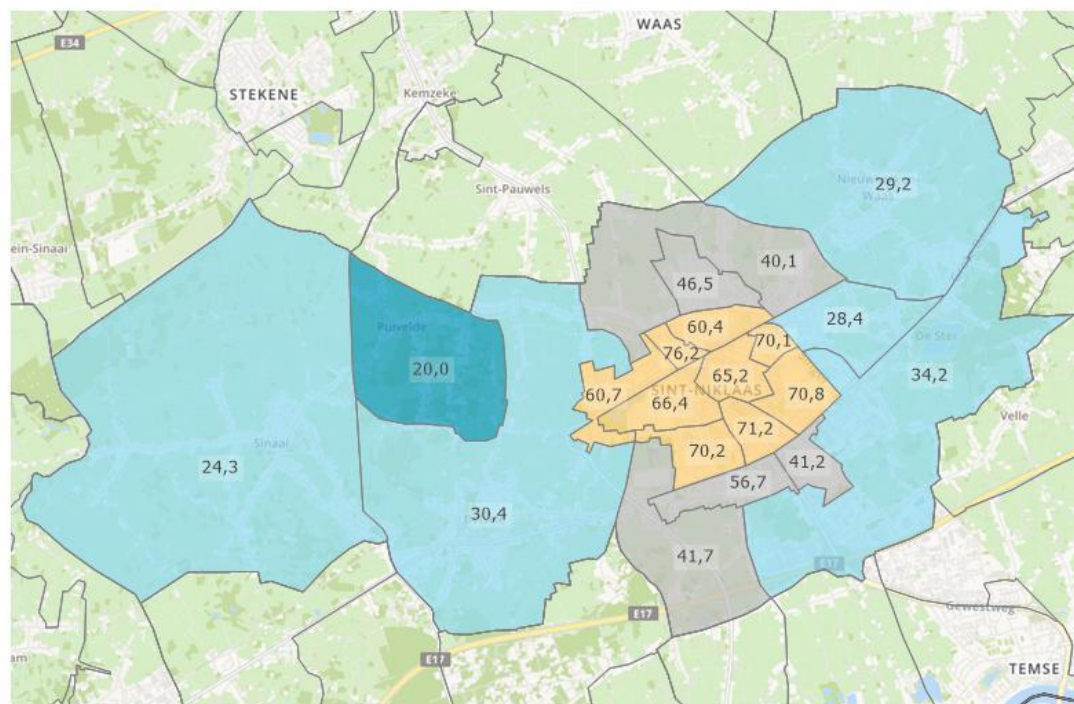 WAAS
E34
STEKENE
Kemzeke
Sint-Pauwels
29,2
ein-Sinaai
40,1
46,5
Puivelde
60,4
28,4
70,1
De Ster
76,2
20,0
65,2
34,2
60,7
SINT-NIKLAAS
66,4
70,8
Velle
71,2
Sinaai
70,2
41,2
24,3
56,7
30,4
41,7
E17
Gewestweg
E17
am
E17
TEMSE